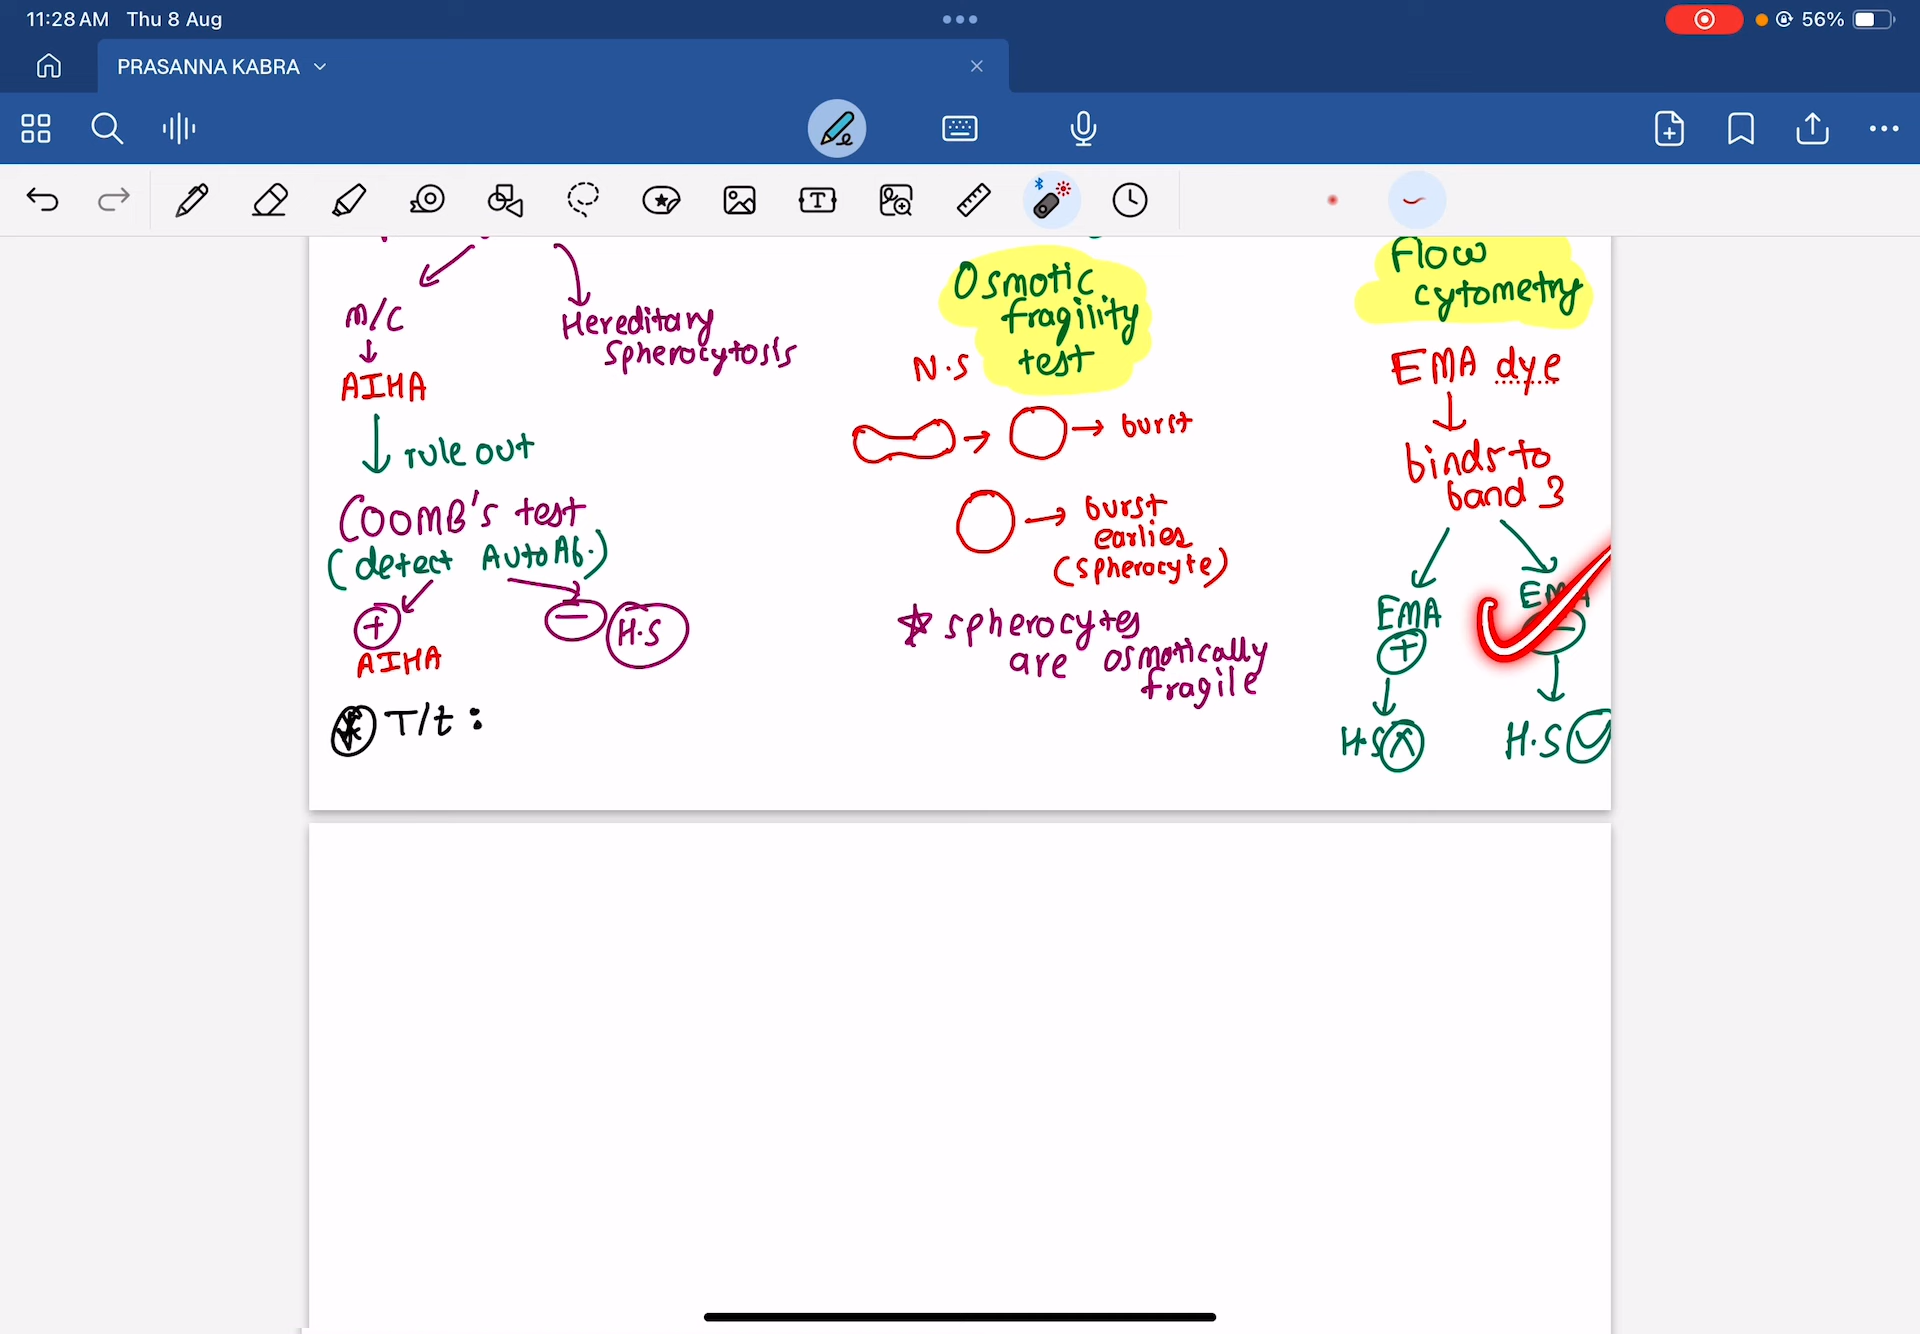 11:28 AM Thu 8 Aug
56%
PRASANNA KABRA
M/C
AIHA
rule out
COOMB's test
(detect AutoAb.)
+
AIHA
−
H.S
Hereditary
Spherocytosis
T/t :
Osmotic
fragility
test
N.S
burst
burst
earlies
(spherocyte)
spherocytes
are osmotically
fragile
Flow
cytometry
EMA dye
binds to
band 3
EMA
+
H.S
EMA
−
H.S